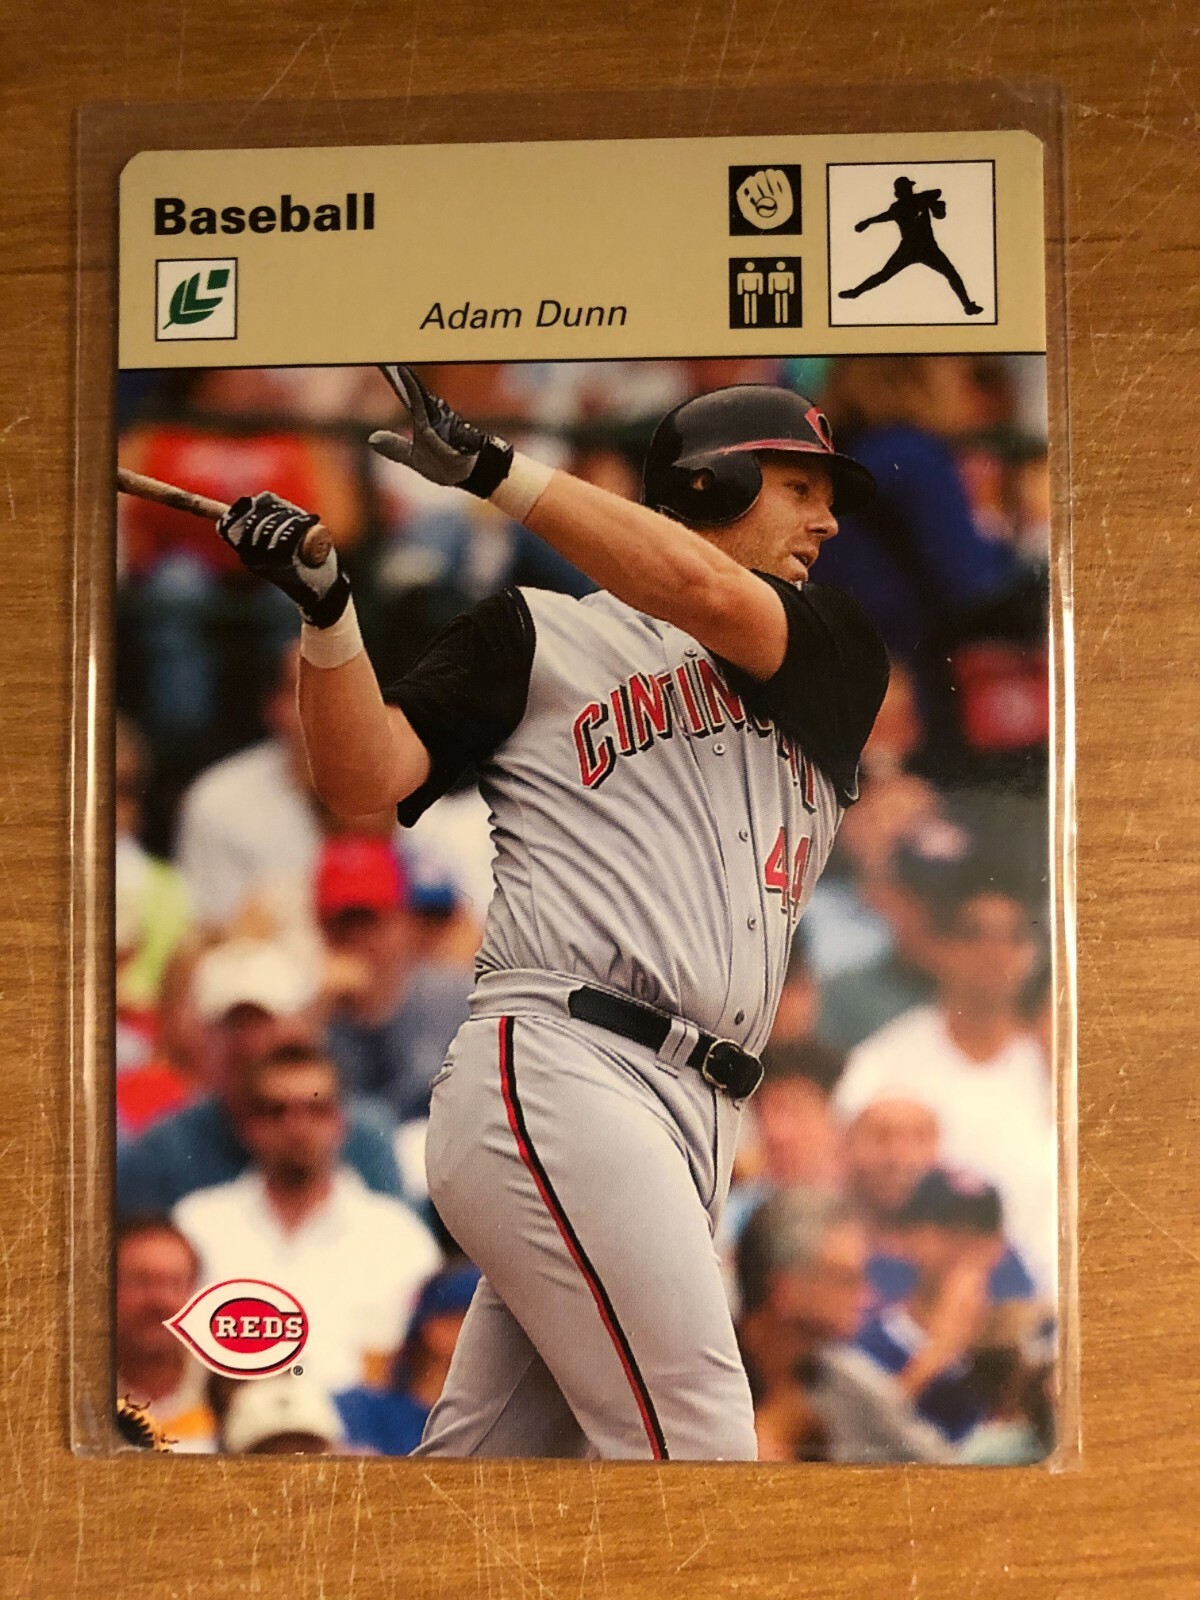 Baseball
Adam Dunn
CINCINNATI
44
REDS
®